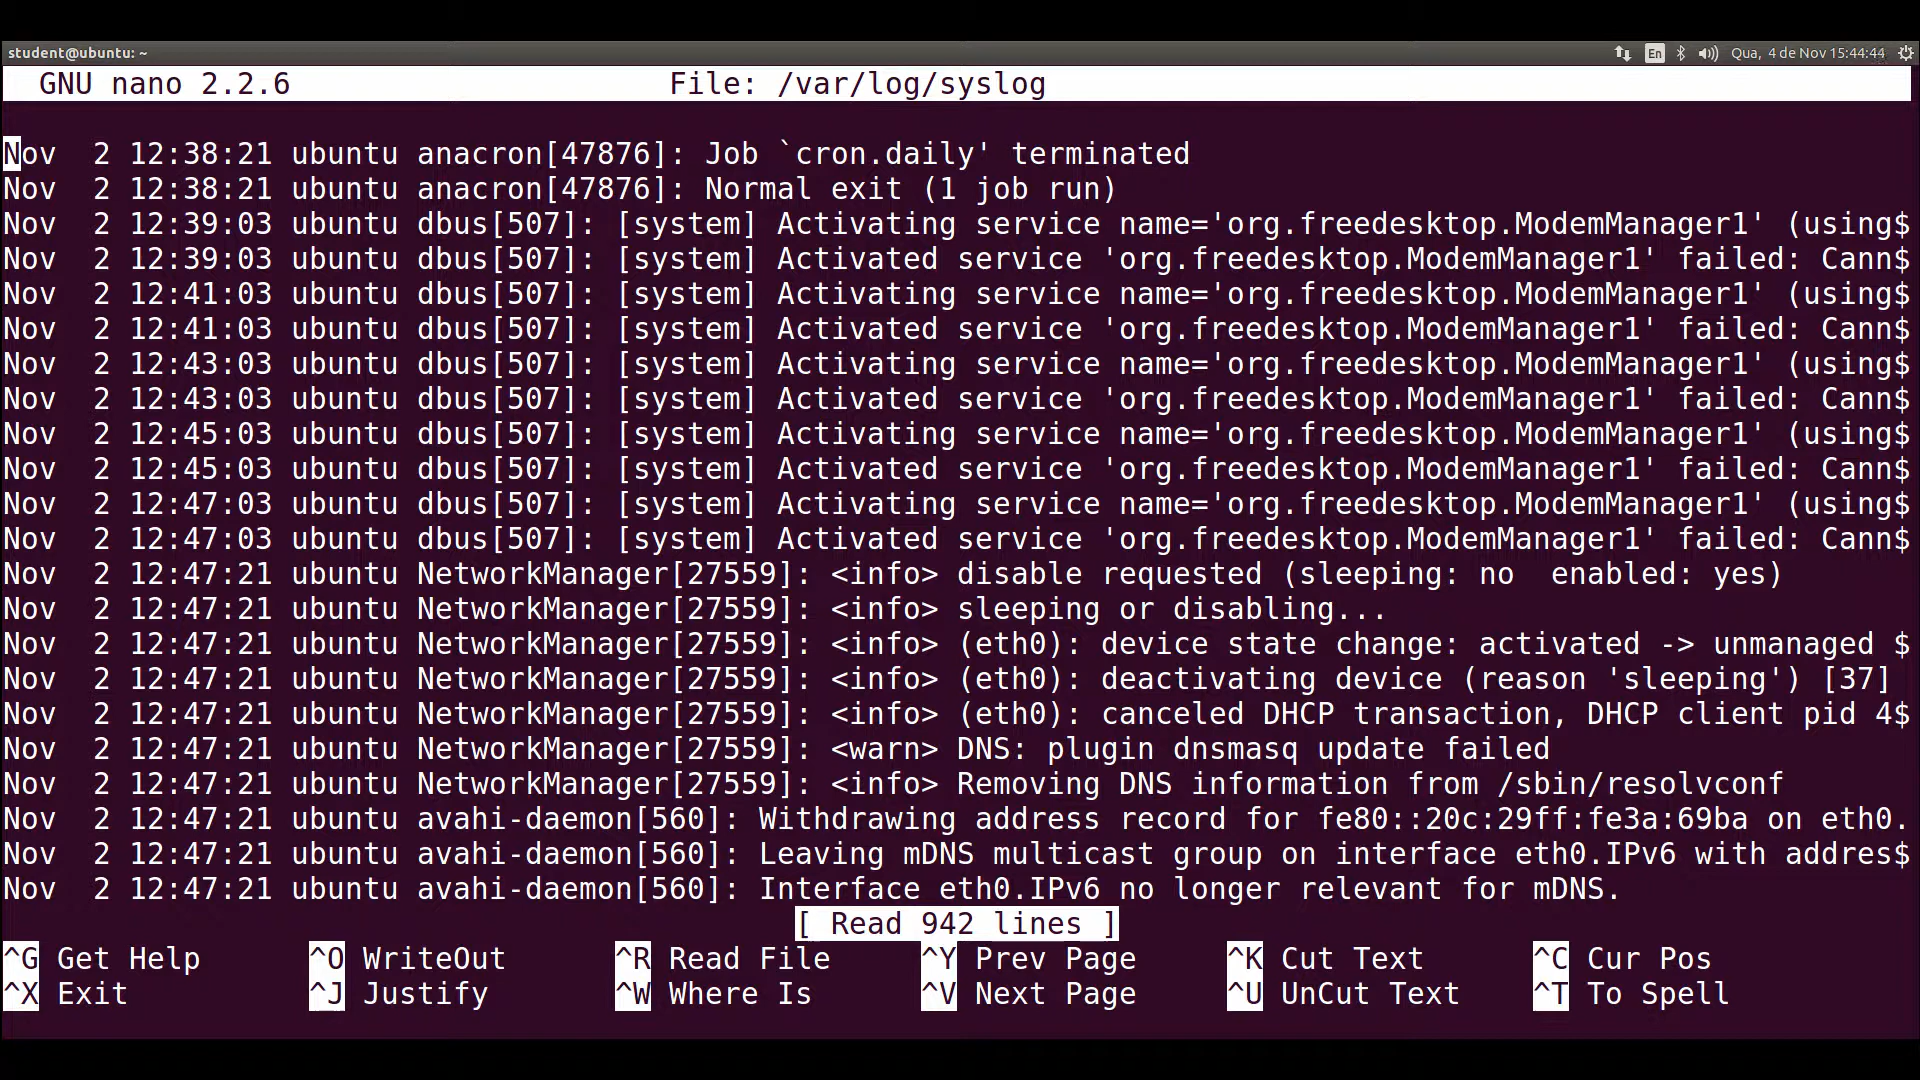 student@ubuntu: ~ En Qua, 4 de Nov 15:44:44
GNU nano 2.2.6 File: /var/log/syslog
Nov  2 12:38:21 ubuntu anacron[47876]: Job `cron.daily' terminated
Nov  2 12:38:21 ubuntu anacron[47876]: Normal exit (1 job run)
Nov  2 12:39:03 ubuntu dbus[507]: [system] Activating service name='org.freedesktop.ModemManager1' (using$
Nov  2 12:39:03 ubuntu dbus[507]: [system] Activated service 'org.freedesktop.ModemManager1' failed: Cann$
Nov  2 12:41:03 ubuntu dbus[507]: [system] Activating service name='org.freedesktop.ModemManager1' (using$
Nov  2 12:41:03 ubuntu dbus[507]: [system] Activated service 'org.freedesktop.ModemManager1' failed: Cann$
Nov  2 12:43:03 ubuntu dbus[507]: [system] Activating service name='org.freedesktop.ModemManager1' (using$
Nov  2 12:43:03 ubuntu dbus[507]: [system] Activated service 'org.freedesktop.ModemManager1' failed: Cann$
Nov  2 12:45:03 ubuntu dbus[507]: [system] Activating service name='org.freedesktop.ModemManager1' (using$
Nov  2 12:45:03 ubuntu dbus[507]: [system] Activated service 'org.freedesktop.ModemManager1' failed: Cann$
Nov  2 12:47:03 ubuntu dbus[507]: [system] Activating service name='org.freedesktop.ModemManager1' (using$
Nov  2 12:47:03 ubuntu dbus[507]: [system] Activated service 'org.freedesktop.ModemManager1' failed: Cann$
Nov  2 12:47:21 ubuntu NetworkManager[27559]: <info> disable requested (sleeping: no  enabled: yes)
Nov  2 12:47:21 ubuntu NetworkManager[27559]: <info> sleeping or disabling...
Nov  2 12:47:21 ubuntu NetworkManager[27559]: <info> (eth0): device state change: activated -> unmanaged $
Nov  2 12:47:21 ubuntu NetworkManager[27559]: <info> (eth0): deactivating device (reason 'sleeping') [37]
Nov  2 12:47:21 ubuntu NetworkManager[27559]: <info> (eth0): canceled DHCP transaction, DHCP client pid 4$
Nov  2 12:47:21 ubuntu NetworkManager[27559]: <warn> DNS: plugin dnsmasq update failed
Nov  2 12:47:21 ubuntu NetworkManager[27559]: <info> Removing DNS information from /sbin/resolvconf
Nov  2 12:47:21 ubuntu avahi-daemon[560]: Withdrawing address record for fe80::20c:29ff:fe3a:69ba on eth0.
Nov  2 12:47:21 ubuntu avahi-daemon[560]: Leaving mDNS multicast group on interface eth0.IPv6 with addres$
Nov  2 12:47:21 ubuntu avahi-daemon[560]: Interface eth0.IPv6 no longer relevant for mDNS.
[ Read 942 lines ]
^G Get Help ^O WriteOut ^R Read File ^Y Prev Page ^K Cut Text ^C Cur Pos
^X Exit ^J Justify ^W Where Is ^V Next Page ^U UnCut Text ^T To Spell